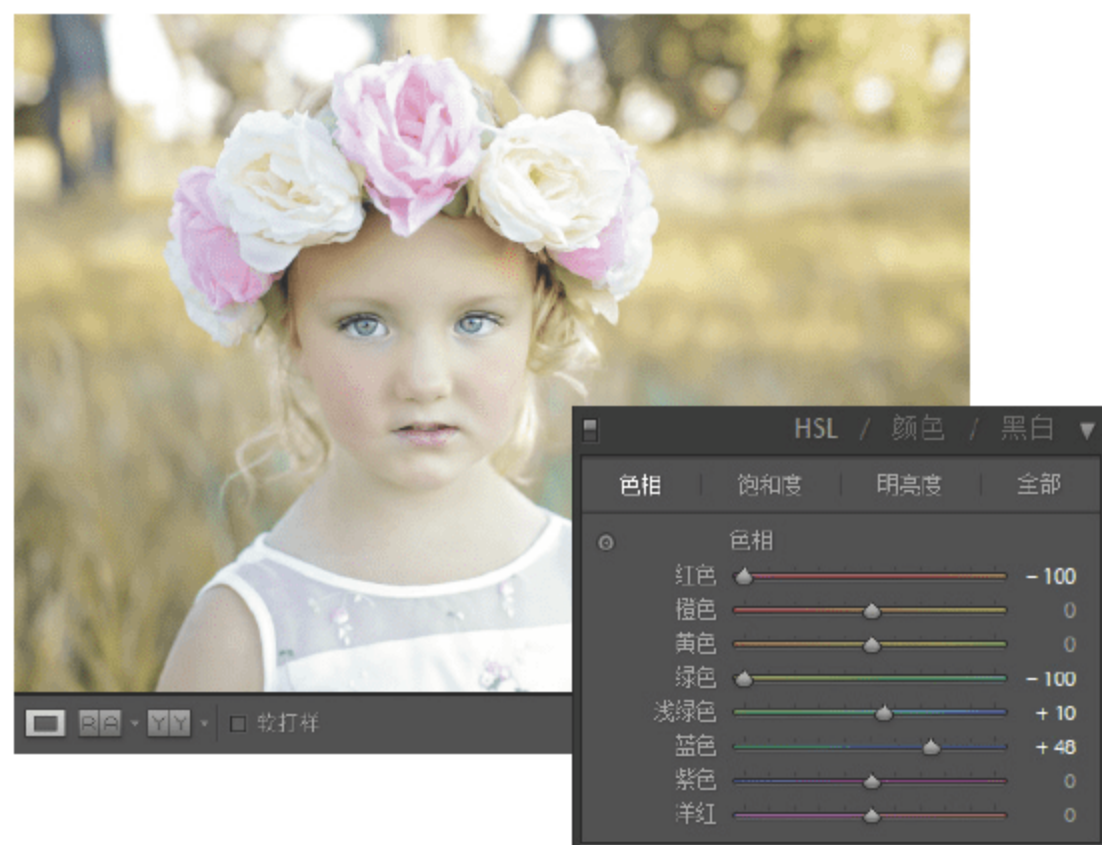 HSL / 颜色 / 黑白
色相 | 饱和度 | 明亮度 | 全部
色相
红色 - 100
橙色 0
黄色 0
绿色 - 100
浅绿色 + 10
蓝色 + 48
紫色 0
洋红 0
RA YY 软打样